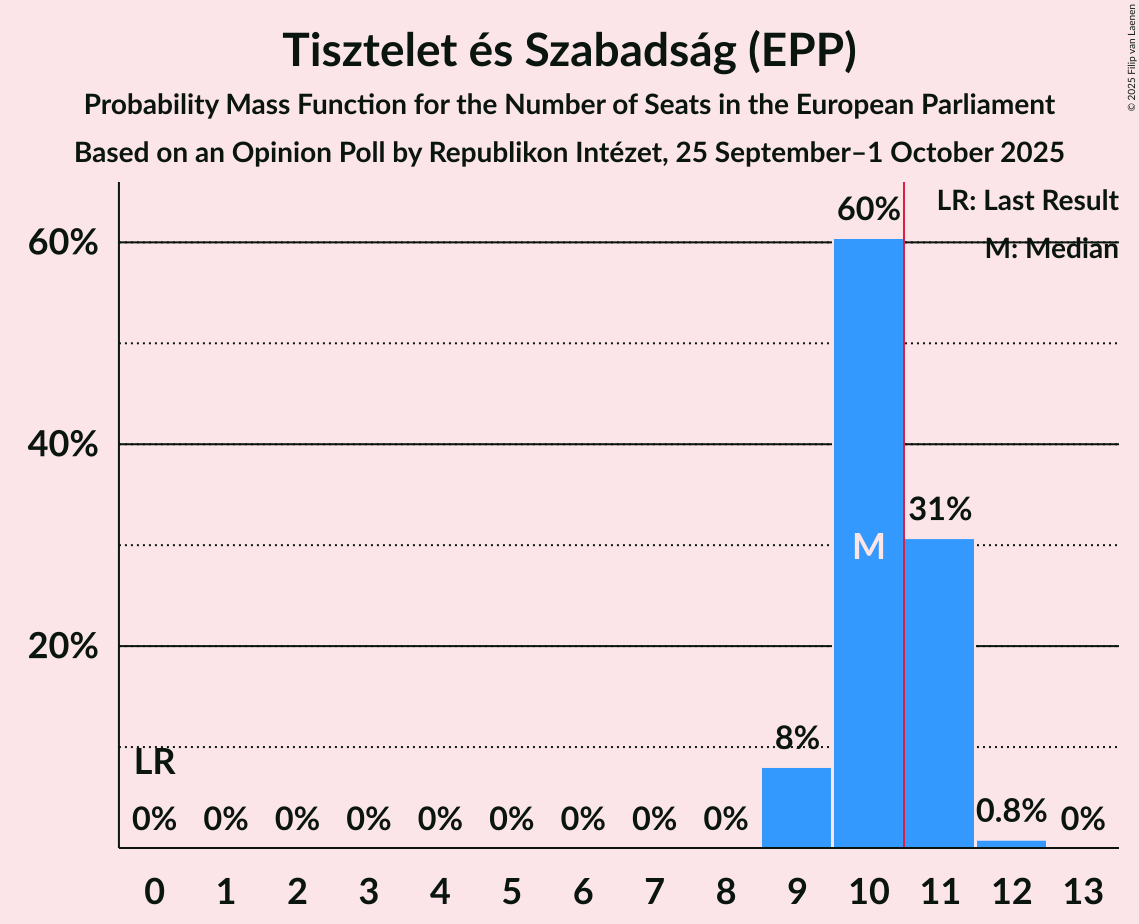 Tisztelet és Szabadság (EPP)
Probability Mass Function for the Number of Seats in the European Parliament
Based on an Opinion Poll by Republikon Intézet, 25 September–1 October 2025
© 2025 Filip van Laenen
LR: Last Result
M: Median
60%
40%
20%
60%
31%
M
8%
LR
0% 0% 0% 0% 0% 0% 0% 0% 0% 0.8% 0%
0 1 2 3 4 5 6 7 8 9 10 11 12 13